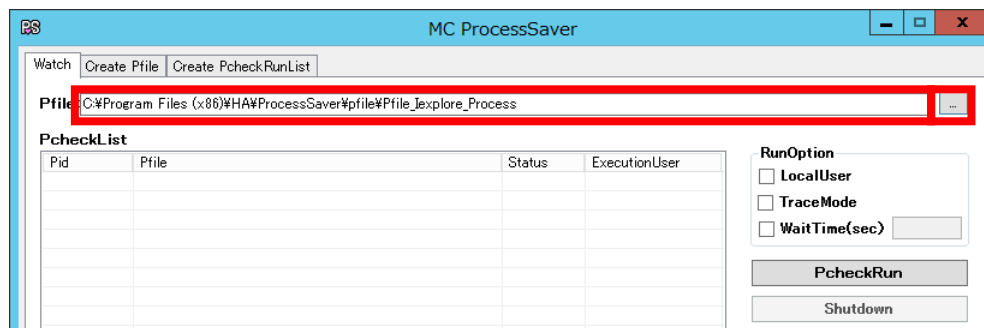 PS MC ProcessSaver
Watch Create Pfile Create PcheckRunList
Pfile C:¥Program Files (x86)¥HA¥ProcessSaver¥pfile¥Pfile_Iexplore_Process ...
PcheckList
Pid Pfile Status ExecutionUser
RunOption
LocalUser
TraceMode
WaitTime(sec)
PcheckRun
Shutdown